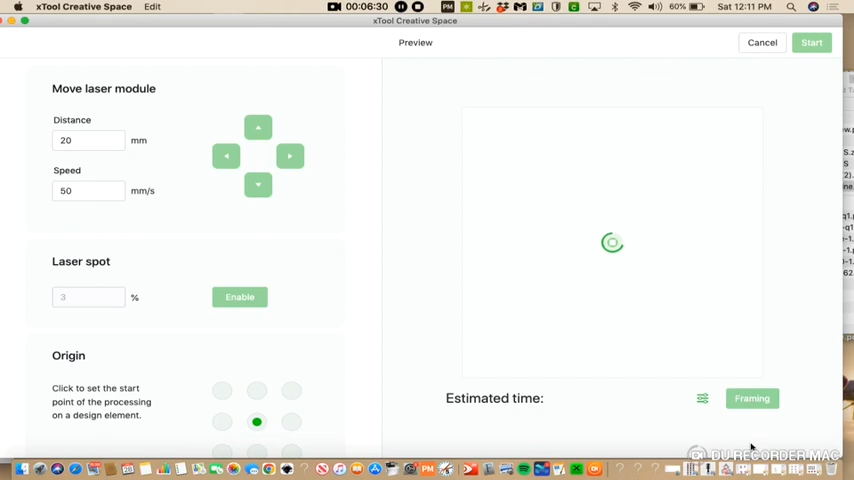 xTool Creative Space Edit 00:06:30 PM 60% Sat 12:11 PM
xTool Creative Space
Preview
Cancel Start
Move laser module
Distance
20 mm
Speed
50 mm/s
Laser spot
3 % Enable
Origin
Click to set the start
point of the processing
on a design element.
Estimated time:
Framing
DU RECORDER MAC